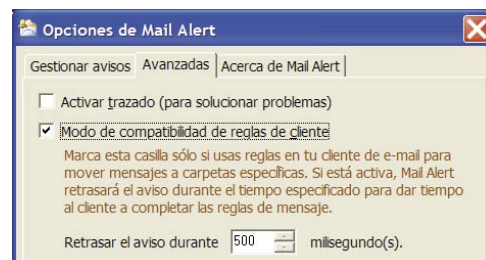 Opciones de Mail Alert
Gestionar avisos Avanzadas Acerca de Mail Alert
Activar trazado (para solucionar problemas)
Modo de compatibilidad de reglas de cliente
Marca esta casilla sólo si usas reglas en tu cliente de e-mail para
mover mensajes a carpetas específicas. Si está activa, Mail Alert
retrasará el aviso durante el tiempo especificado para dar tiempo
al cliente a completar las reglas de mensaje.
Retrasar el aviso durante 500 milisegundo(s).